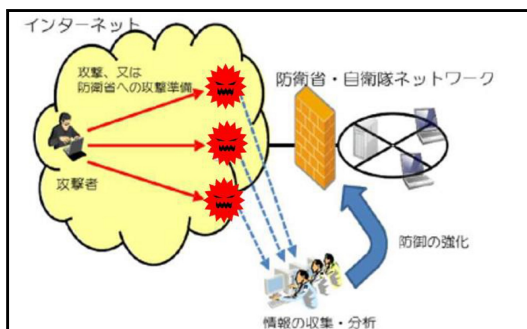 インターネット
攻撃、又は
防衛省への攻撃準備
防衛省・自衛隊ネットワーク
攻撃者
防御の強化
情報の収集・分析